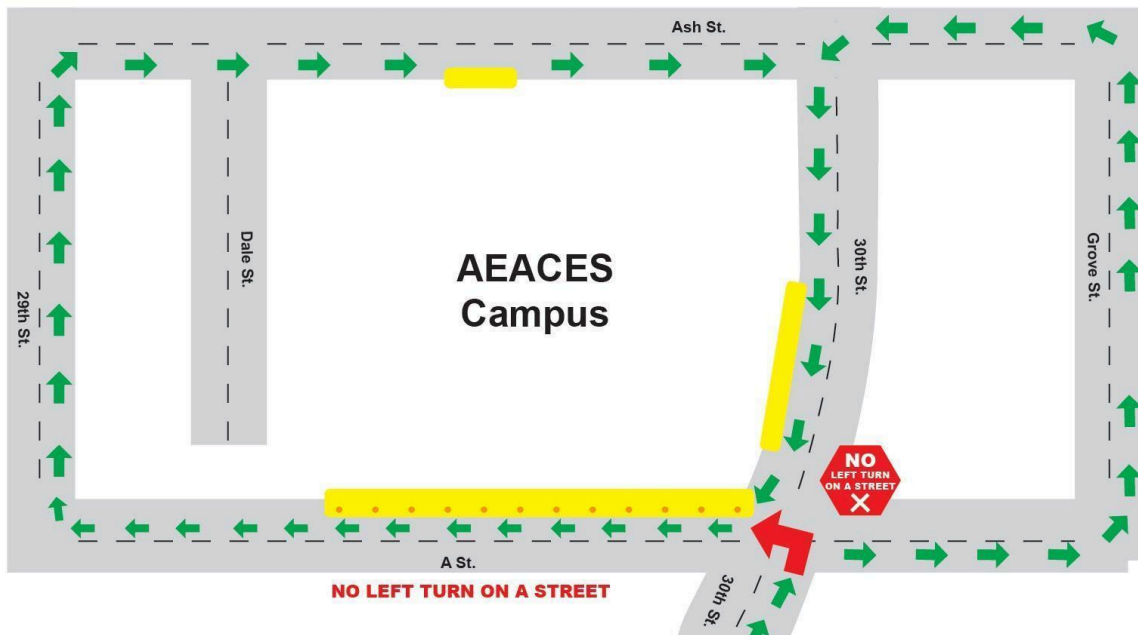 Ash St.
Dale St.
30th St.
Grove St.
29th St.
AEACES
Campus
NO
LEFT TURN
ON A STREET
A St.
30th St.
NO LEFT TURN ON A STREET